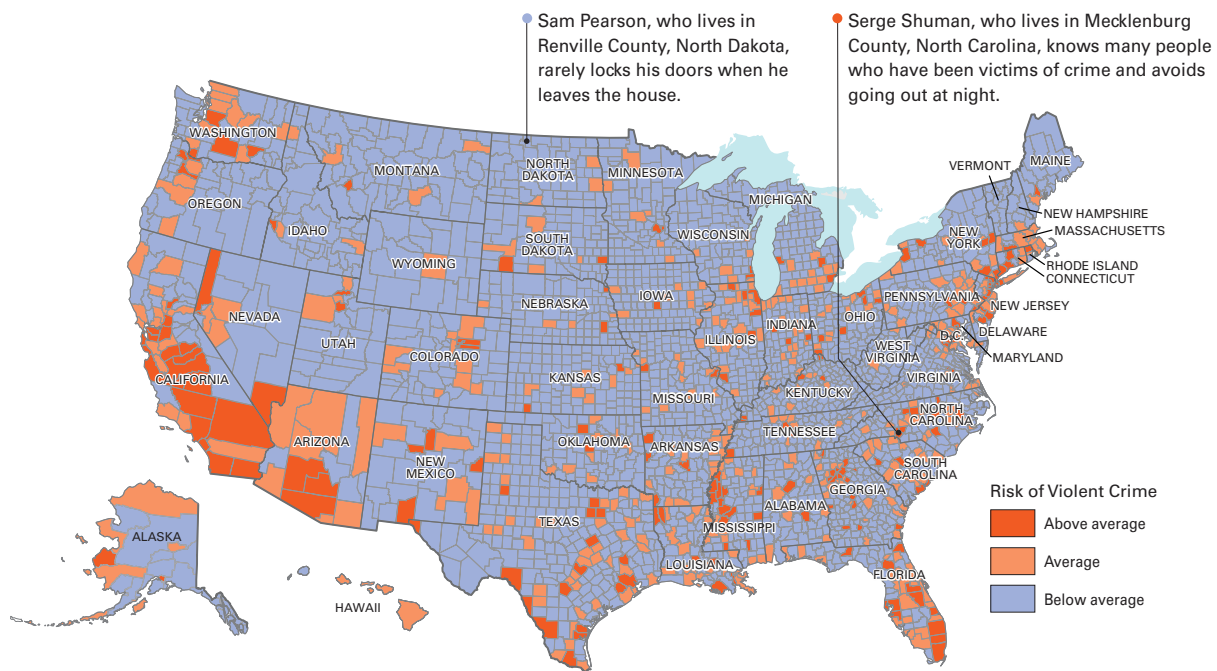 Sam Pearson, who lives in
Renville County, North Dakota,
rarely locks his doors when he
leaves the house.
Serge Shuman, who lives in Mecklenburg
County, North Carolina, knows many people
who have been victims of crime and avoids
going out at night.
WASHINGTON
MONTANA
NORTH
DAKOTA
MINNESOTA
MICHIGAN
VERMONT
MAINE
OREGON
IDAHO
SOUTH
DAKOTA
WISCONSIN
NEW
YORK
NEW HAMPSHIRE
MASSACHUSETTS
WYOMING
RHODE ISLAND
CONNECTICUT
NEBRASKA
IOWA
PENNSYLVANIA
NEW JERSEY
NEVADA
UTAH
COLORADO
ILLINOIS
INDIANA
OHIO
D.C.
DELAWARE
MARYLAND
WEST
VIRGINIA
VIRGINIA
CALIFORNIA
KANSAS
MISSOURI
KENTUCKY
ARIZONA
NEW
MEXICO
OKLAHOMA
ARKANSAS
TENNESSEE
NORTH
CAROLINA
SOUTH
CAROLINA
TEXAS
LOUISIANA
MISSISSIPPI
ALABAMA
GEORGIA
FLORIDA
ALASKA
HAWAII
Risk of Violent Crime
Above average
Average
Below average